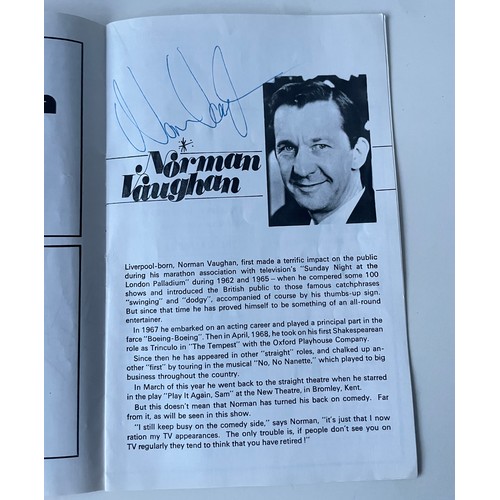 Norman Vaughan
Norman
Vaughan
Liverpool-born, Norman Vaughan, first made a terrific impact on the public
during his marathon association with television's "Sunday Night at the
London Palladium" during 1962 and 1965 – when he compered some 100
shows and introduced the British public to those famous catchphrases
"swinging" and "dodgy", accompanied of course by his thumbs-up sign.
But since that time he has proved himself to be something of an all-round
entertainer.
In 1967 he embarked on an acting career and played a principal part in the
farce "Boeing-Boeing". Then in April, 1968, he took on his first Shakespearean
role as Trinculo in "The Tempest" with the Oxford Playhouse Company.
Since then he has appeared in other "straight" roles, and chalked up an-
other "first" by touring in the musical "No, No Nanette," which played to big
business throughout the country.
In March of this year he went back to the straight theatre when he starred
in the play "Play It Again, Sam" at the New Theatre, in Bromley, Kent.
But this doesn't mean that Norman has turned his back on comedy. Far
from it, as will be seen in this show.
"I still keep busy on the comedy side," says Norman, "it's just that I now
ration my TV appearances. The only trouble is, if people don't see you on
TV regularly they tend to think that you have retired !"